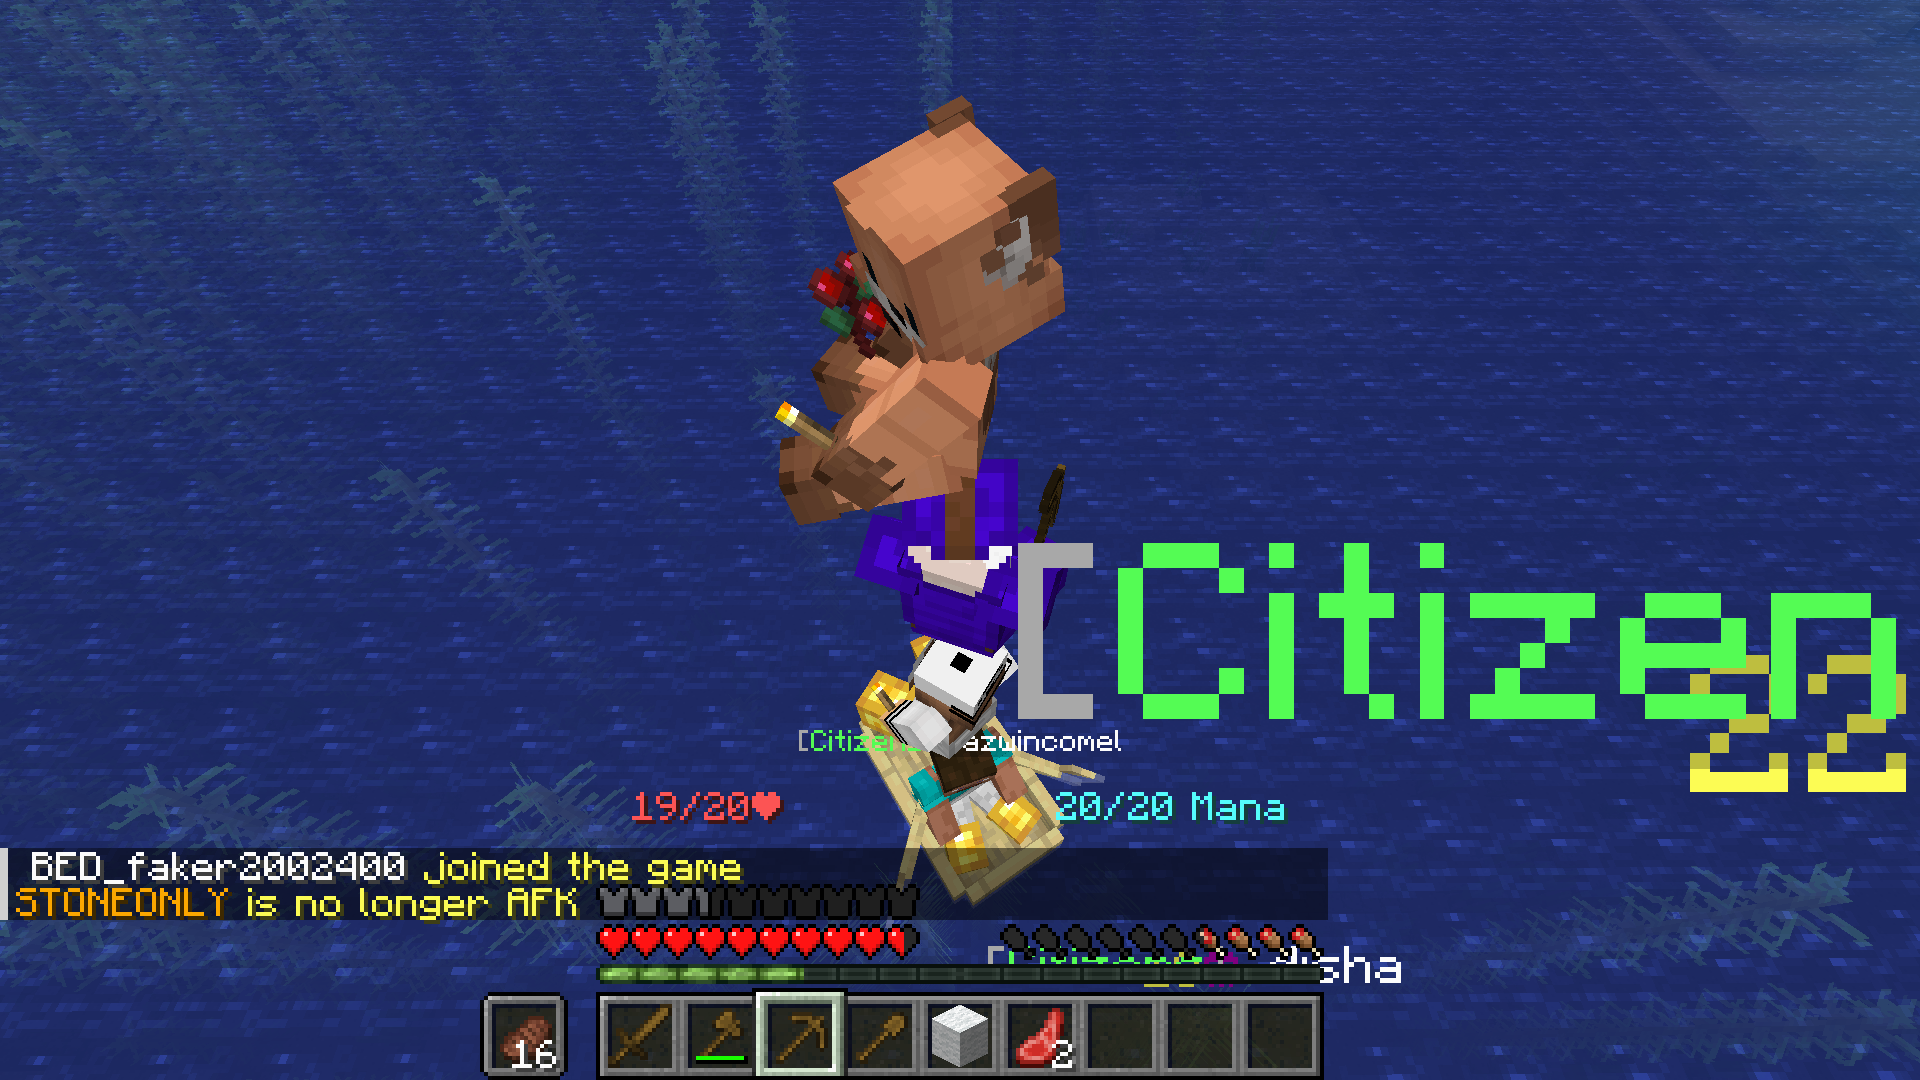 [Citizen
22
[Citizen azwincomel
19/20❤ 20/20 Mana
BED_faker2002400 joined the game
STONEONLY is no longer AFK
16
2